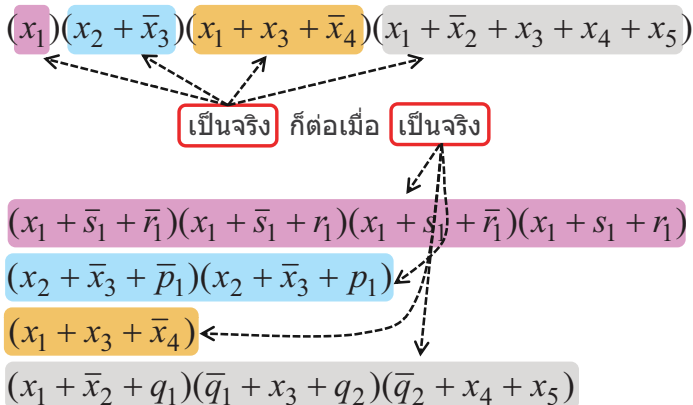 (x₁)(x₂ + x̄₃)(x₁ + x₃ + x̄₄)(x₁ + x̄₂ + x₃ + x₄ + x₅)
เป็นจริง ก็ต่อเมื่อ เป็นจริง
(x₁ + s̄₁ + r̄₁)(x₁ + s̄₁ + r₁)(x₁ + s₁ + r̄₁)(x₁ + s₁ + r₁)
(x₂ + x̄₃ + p̄₁)(x₂ + x̄₃ + p₁)
(x₁ + x₃ + x̄₄)
(x₁ + x̄₂ + q₁)(q̄₁ + x₃ + q₂)(q̄₂ + x₄ + x₅)